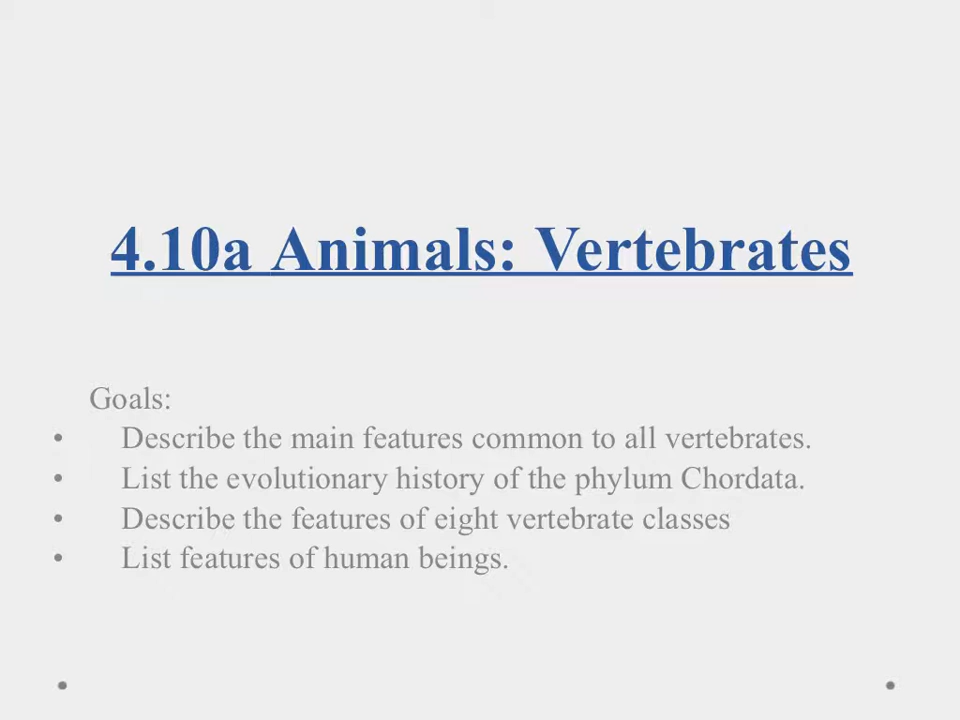 4.10a Animals: Vertebrates
Goals:
• Describe the main features common to all vertebrates.
• List the evolutionary history of the phylum Chordata.
• Describe the features of eight vertebrate classes
• List features of human beings.